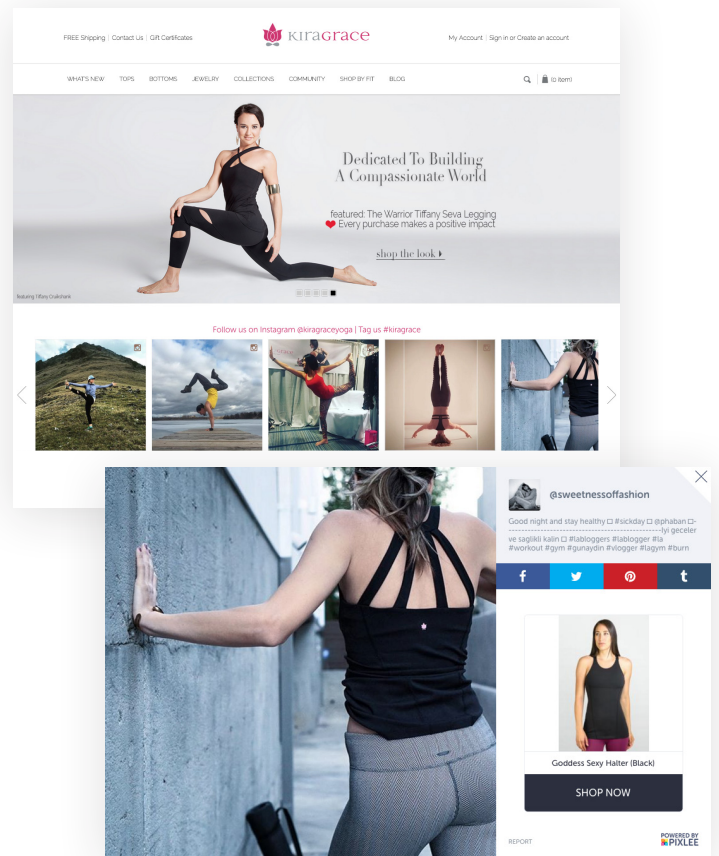 FREE Shipping | Contact Us | Gift Certificates
KIRAGRACE
My Account | Sign in or Create an account
WHAT'S NEW TOPS BOTTOMS JEWELRY COLLECTIONS COMMUNITY SHOP BY FIT BLOG
(0 item)
Dedicated To Building
A Compassionate World
featured: The Warrior Tiffany Seva Legging
Every purchase makes a positive impact
shop the look
featuring Tiffany Cruikshank
Follow us on Instagram @kiragraceyoga | Tag us #kiragrace
@sweetnessoffashion
Good night and stay healthy □ #sickday □ @phaban □-
--------------------------------------------------Iyi geceler
ve saglikli kalin □ #labloggers #lablogger #la
#workout #gym #gunaydin #vlogger #lagym #burn
f t
Goddess Sexy Halter (Black)
SHOP NOW
REPORT
POWERED BY
PIXLEE